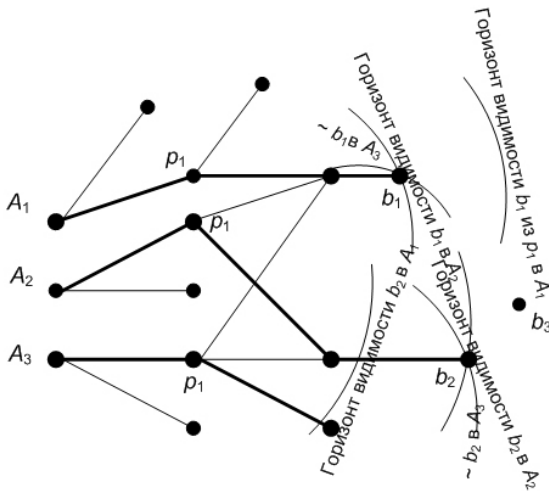 Горизонт видимости b1 из p1 в A1
Горизонт видимости b1 в A2
~ b1 в A3
p1
A1
b1
p1
A2
Горизонт видимости b2 в A1
b3
A3
p1
b2
Горизонт видимости b2 в A2
~ b2 в A3